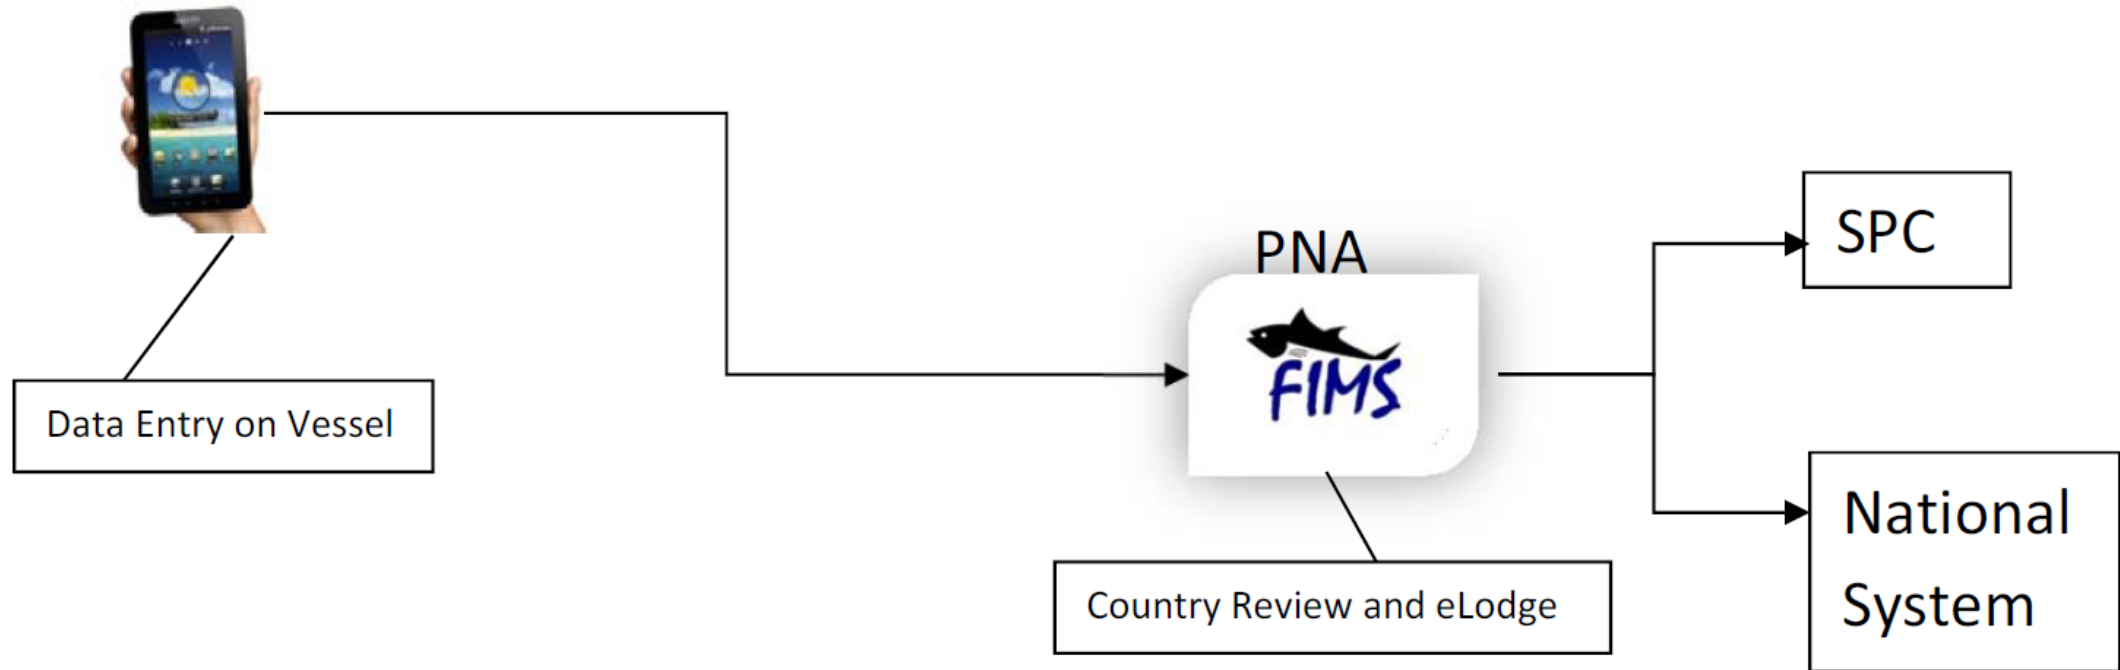 PNA
SPC
FIMS
Data Entry on Vessel
National
System
Country Review and eLodge